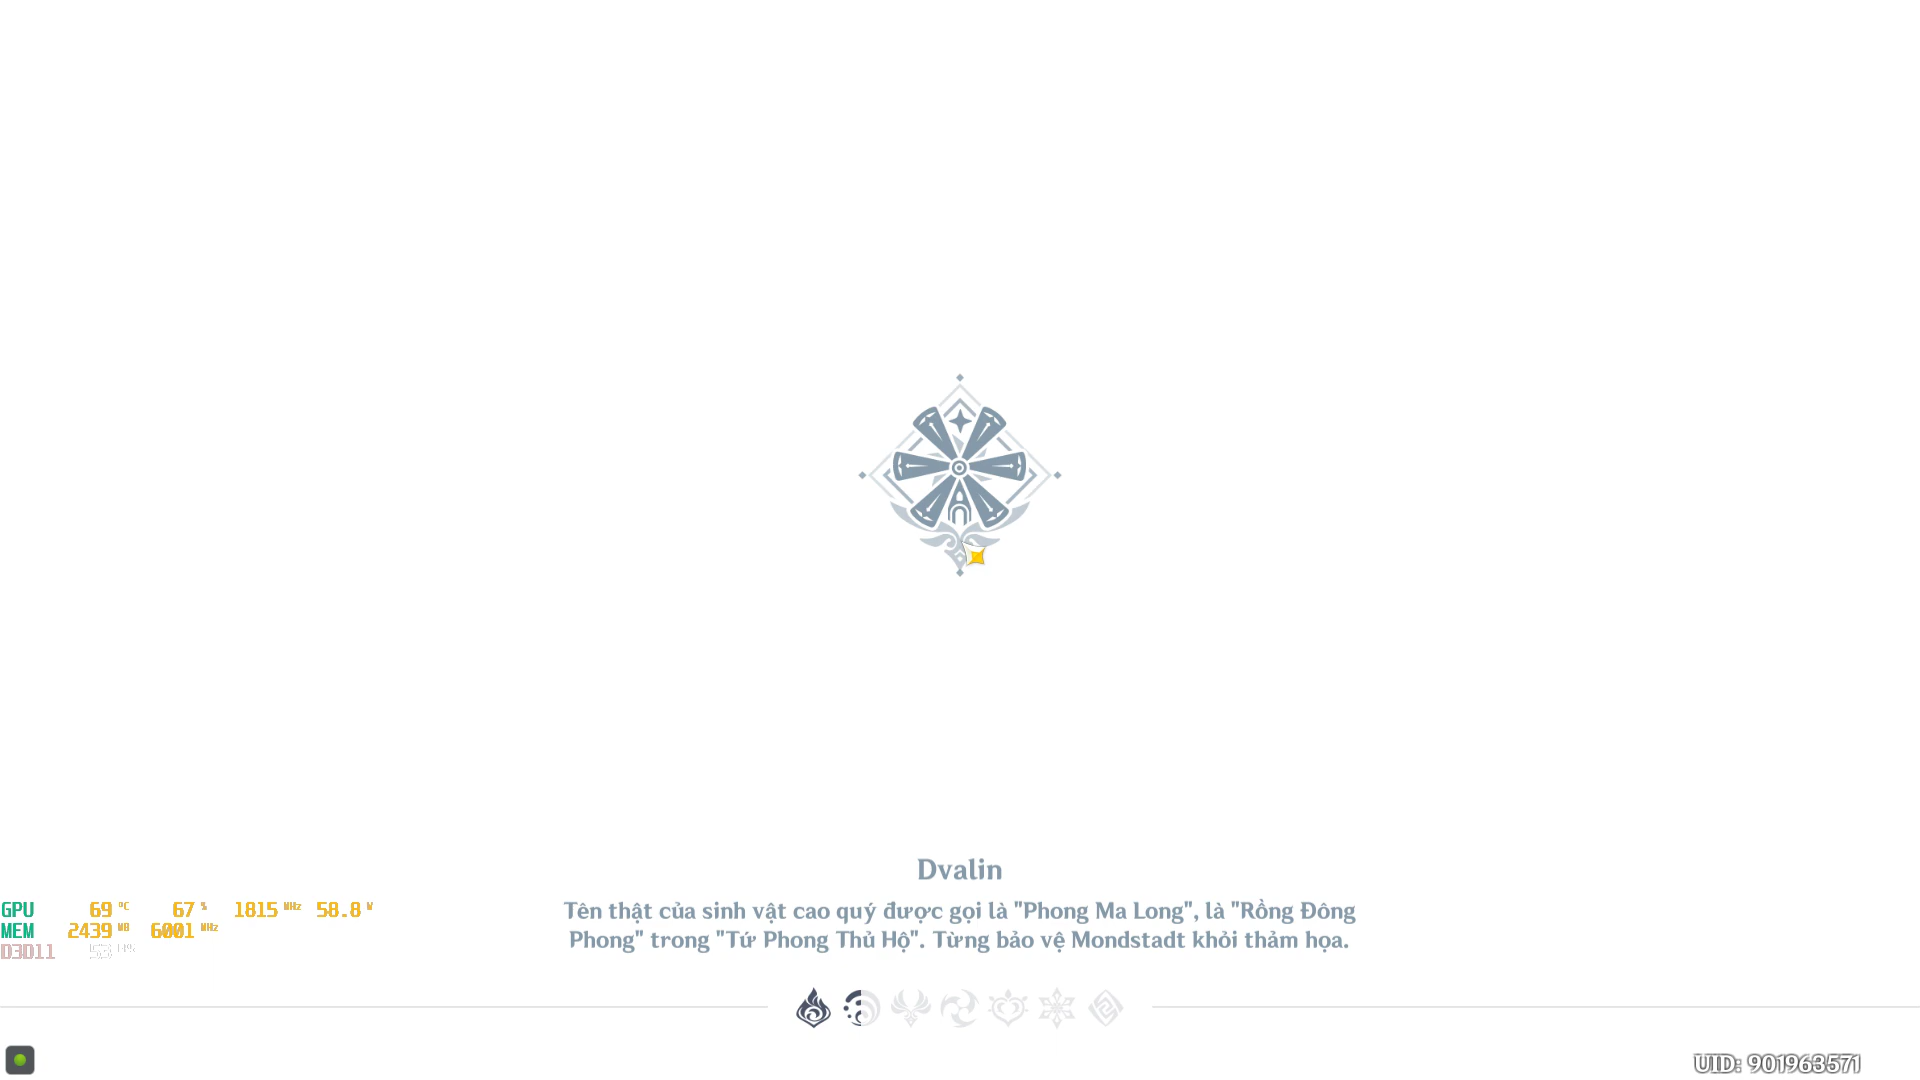 Dvalin
GPU 69 °C 67 % 1815 MHz 58.8 W
Tên thật của sinh vật cao quý được gọi là "Phong Ma Long", là "Rồng Đông
MEM 2439 MB 6001 MHz
Phong" trong "Tứ Phong Thủ Hộ". Từng bảo vệ Mondstadt khỏi thảm họa.
D3D11 53 FPS
UID: 901963571